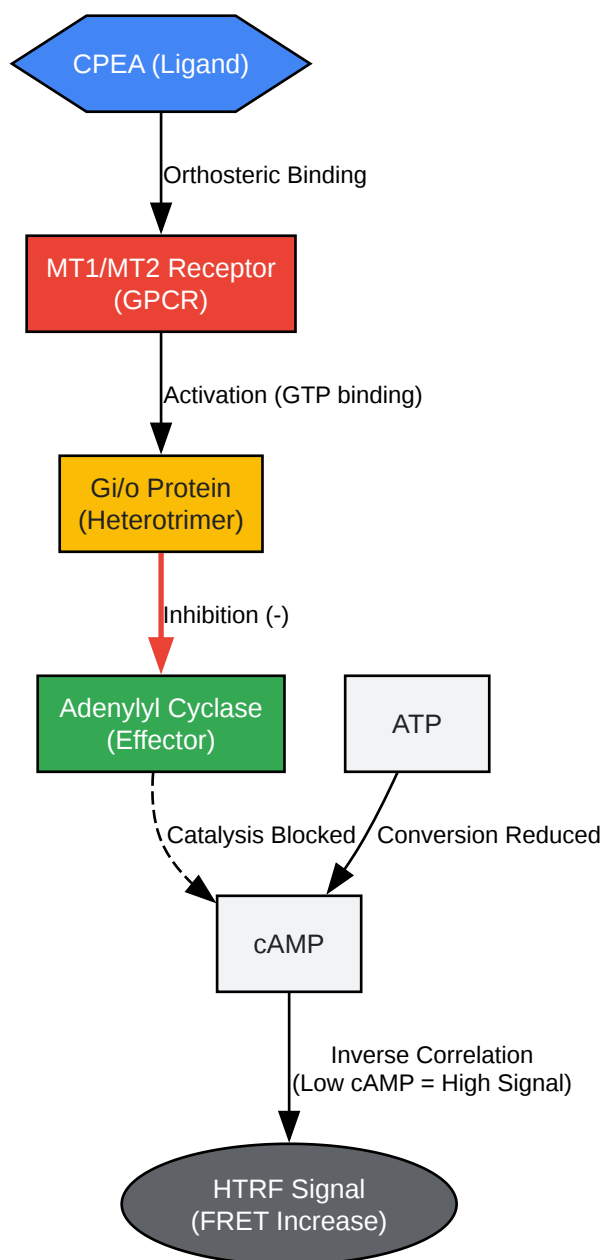 CPEA (Ligand)
Orthosteric Binding
MT1/MT2 Receptor
(GPCR)
Activation (GTP binding)
Gi/o Protein
(Heterotrimer)
Inhibition (-)
Adenylyl Cyclase
(Effector)
ATP
Catalysis Blocked
Conversion Reduced
cAMP
Inverse Correlation
(Low cAMP = High Signal)
HTRF Signal
(FRET Increase)